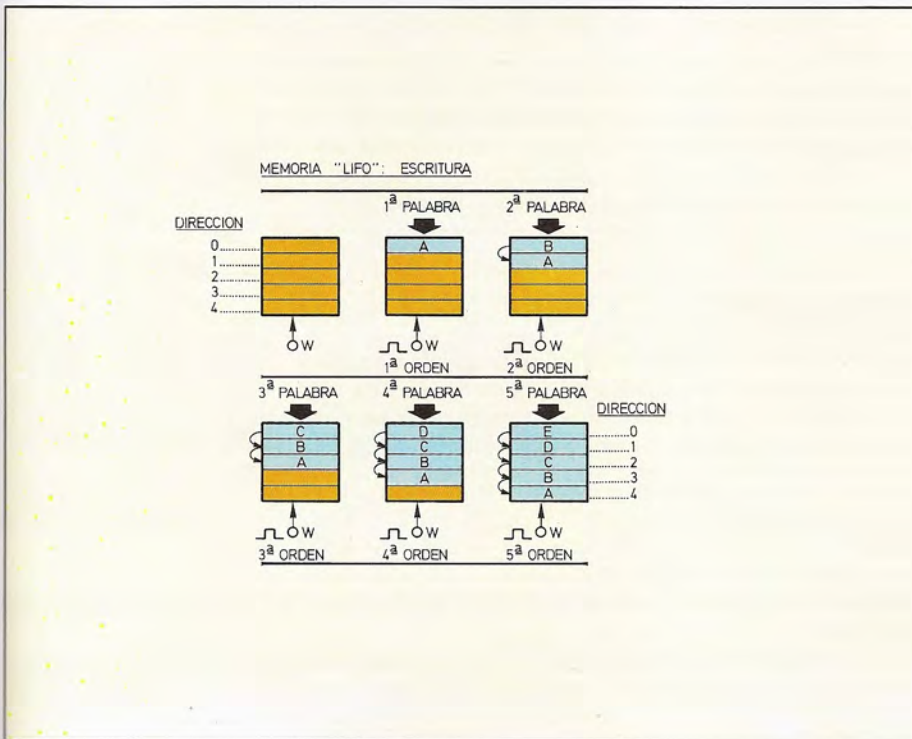 MEMORIA "LIFO": ESCRITURA
1ª PALABRA 2ª PALABRA
DIRECCION
0............ A B
1............ A
2............
3............
4............
W W W
1ª ORDEN 2ª ORDEN
3ª PALABRA 4ª PALABRA 5ª PALABRA
DIRECCION
C D E ............0
B C D ............1
A B C ............2
A B ............3
A ............4
W W W
3ª ORDEN 4ª ORDEN 5ª ORDEN